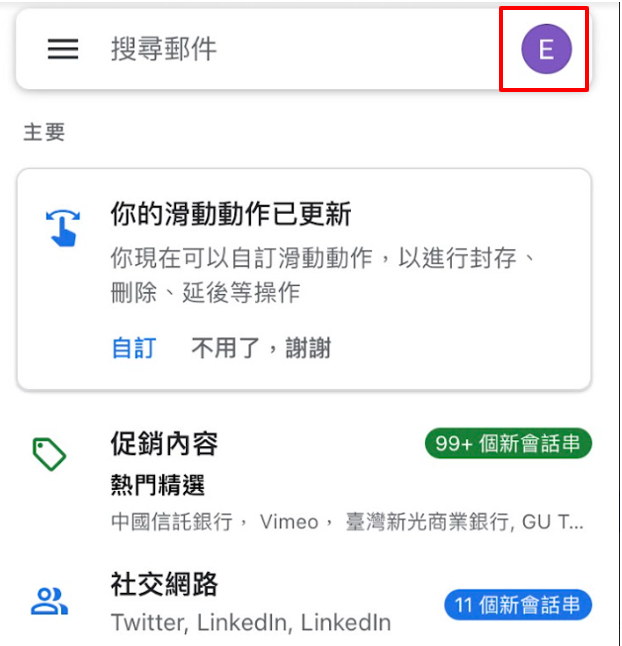 搜尋郵件
E
主要
你的滑動動作已更新
你現在可以自訂滑動動作，以進行封存、
刪除、延後等操作
自訂 不用了，謝謝
促銷內容 99+ 個新會話串
熱門精選
中國信託銀行， Vimeo， 臺灣新光商業銀行, GU T...
社交網路 11 個新會話串
Twitter, LinkedIn, LinkedIn